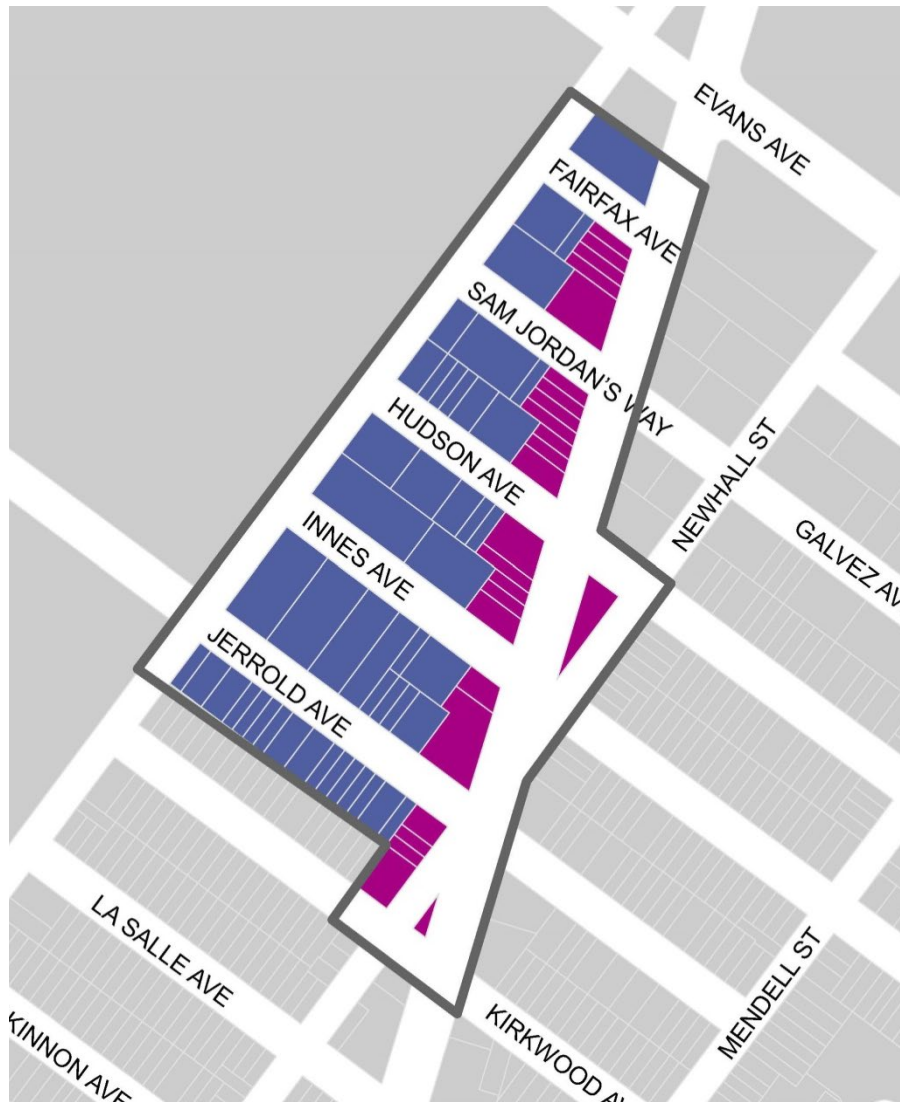 EVANS AVE
FAIRFAX AVE
SAM JORDAN'S WAY
HUDSON AVE
NEWHALL ST
INNES AVE
GALVEZ AV
JERROLD AVE
LA SALLE AVE
MENDELL ST
KIRKWOOD AV
KINNON AVE